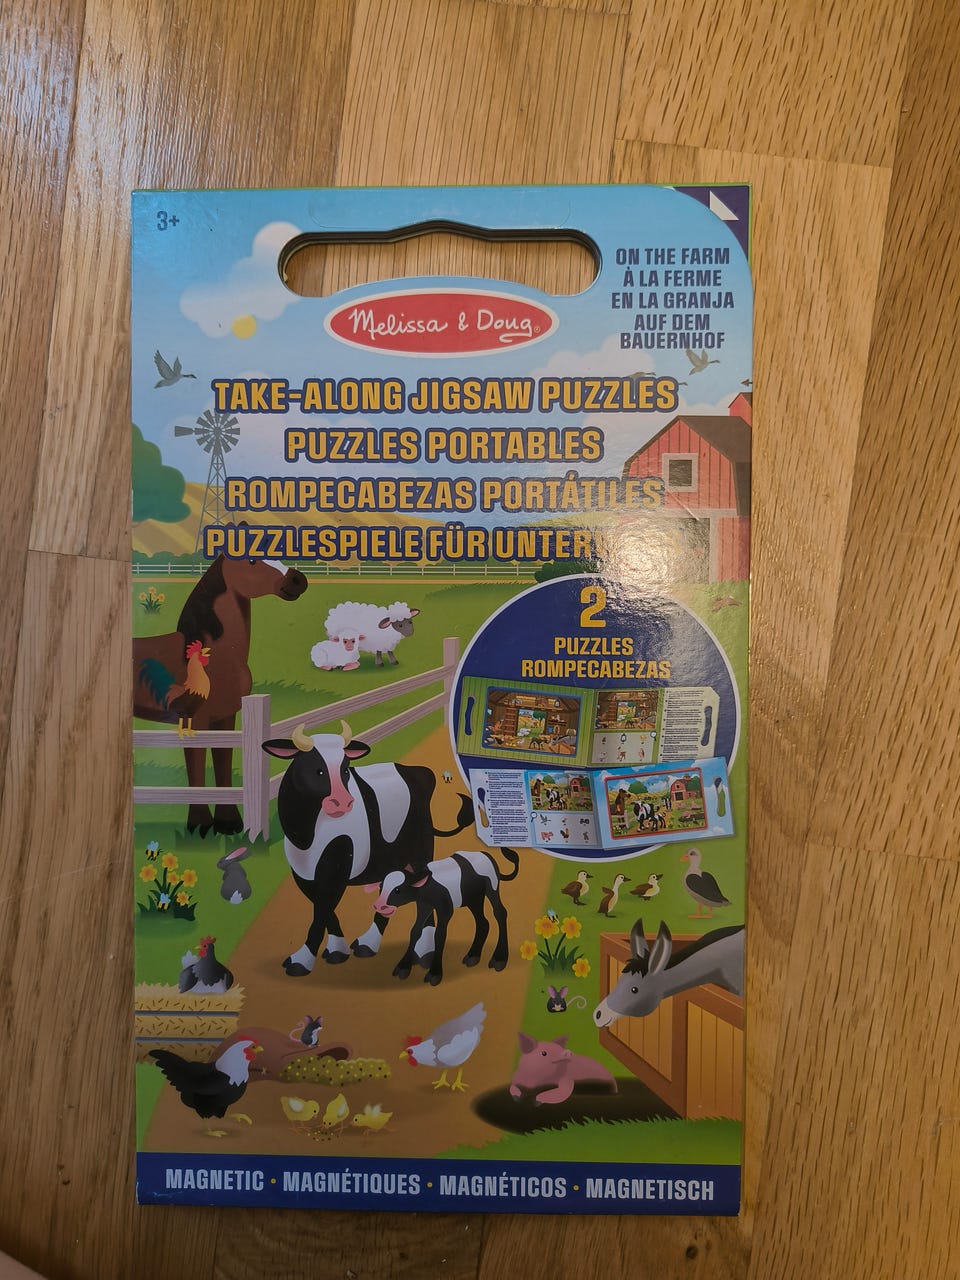 3+
ON THE FARM
À LA FERME
EN LA GRANJA
AUF DEM
BAUERNHOF
Melissa & Doug®
TAKE-ALONG JIGSAW PUZZLES
PUZZLES PORTABLES
ROMPECABEZAS PORTÁTILES
PUZZLESPIELE FÜR
2
PUZZLES
ROMPECABEZAS
MAGNETIC • MAGNÉTIQUES • MAGNÉTICOS • MAGNETISCH